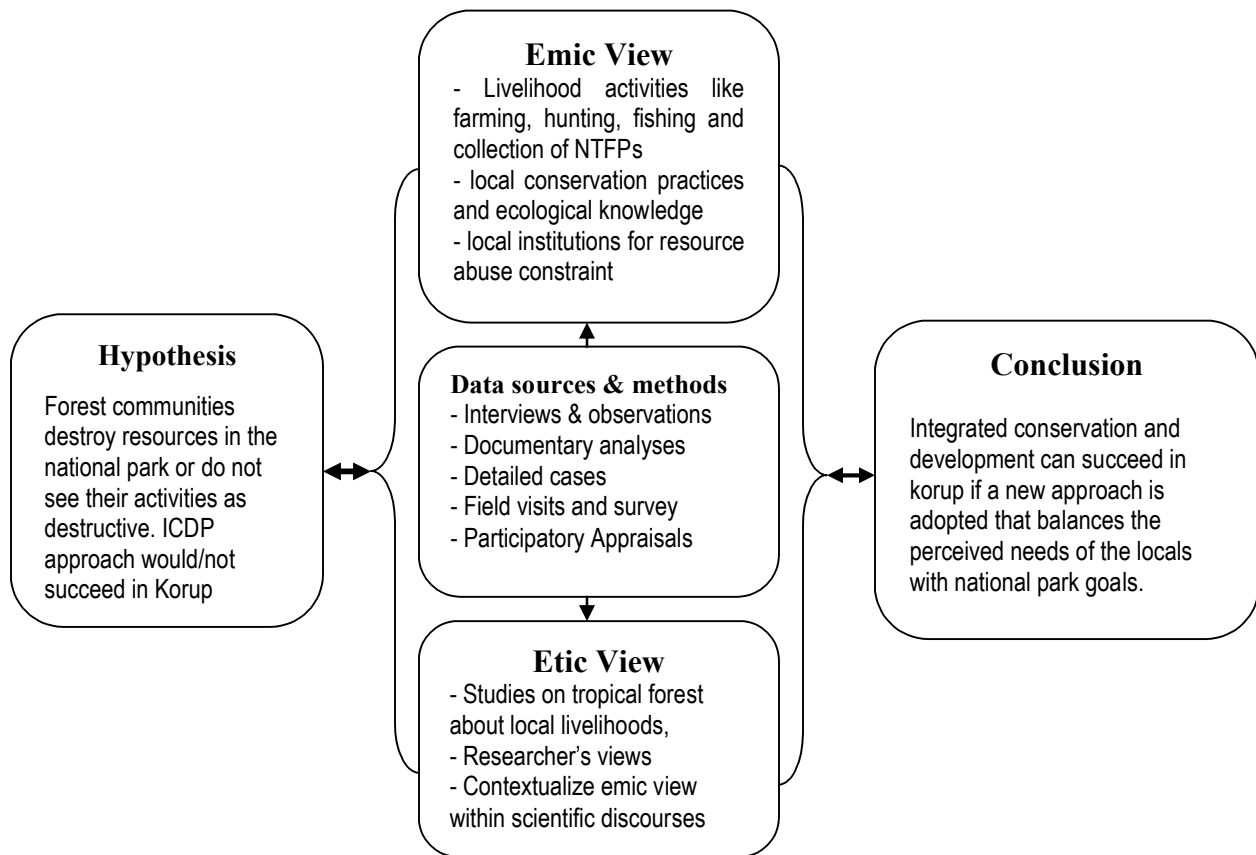 Emic View
- Livelihood activities like
farming, hunting, fishing and
collection of NTFPs
- local conservation practices
and ecological knowledge
- local institutions for resource
abuse constraint
Hypothesis
Forest communities
destroy resources in the
national park or do not
see their activities as
destructive. ICDP
approach would/not
succeed in Korup
Data sources & methods
- Interviews & observations
- Documentary analyses
- Detailed cases
- Field visits and survey
- Participatory Appraisals
Conclusion
Integrated conservation and
development can succeed in
korup if a new approach is
adopted that balances the
perceived needs of the locals
with national park goals.
Etic View
- Studies on tropical forest
about local livelihoods,
- Researcher's views
- Contextualize emic view
within scientific discourses